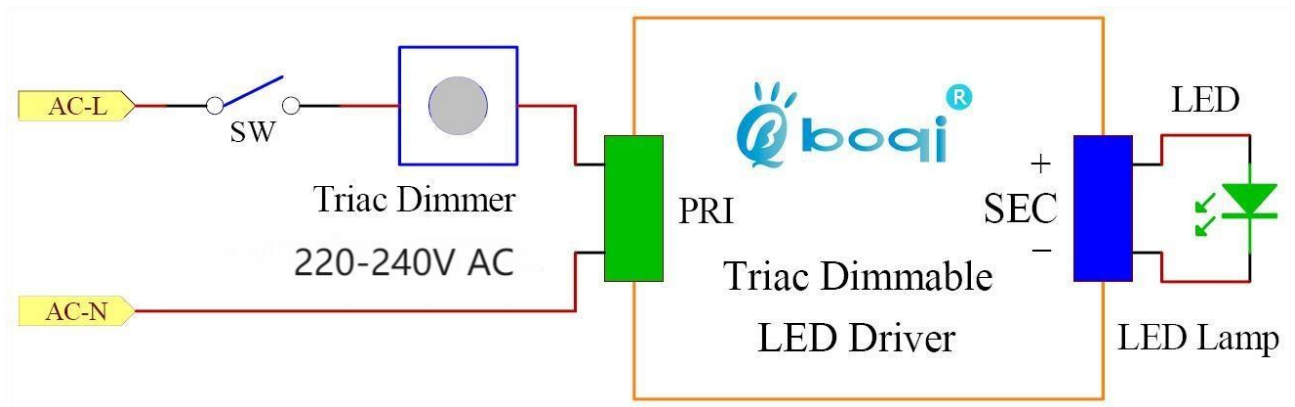 AC-L
SW
Triac Dimmer
220-240V AC
AC-N
boqi ®
PRI
+
SEC
−
Triac Dimmable
LED Driver
LED
LED Lamp